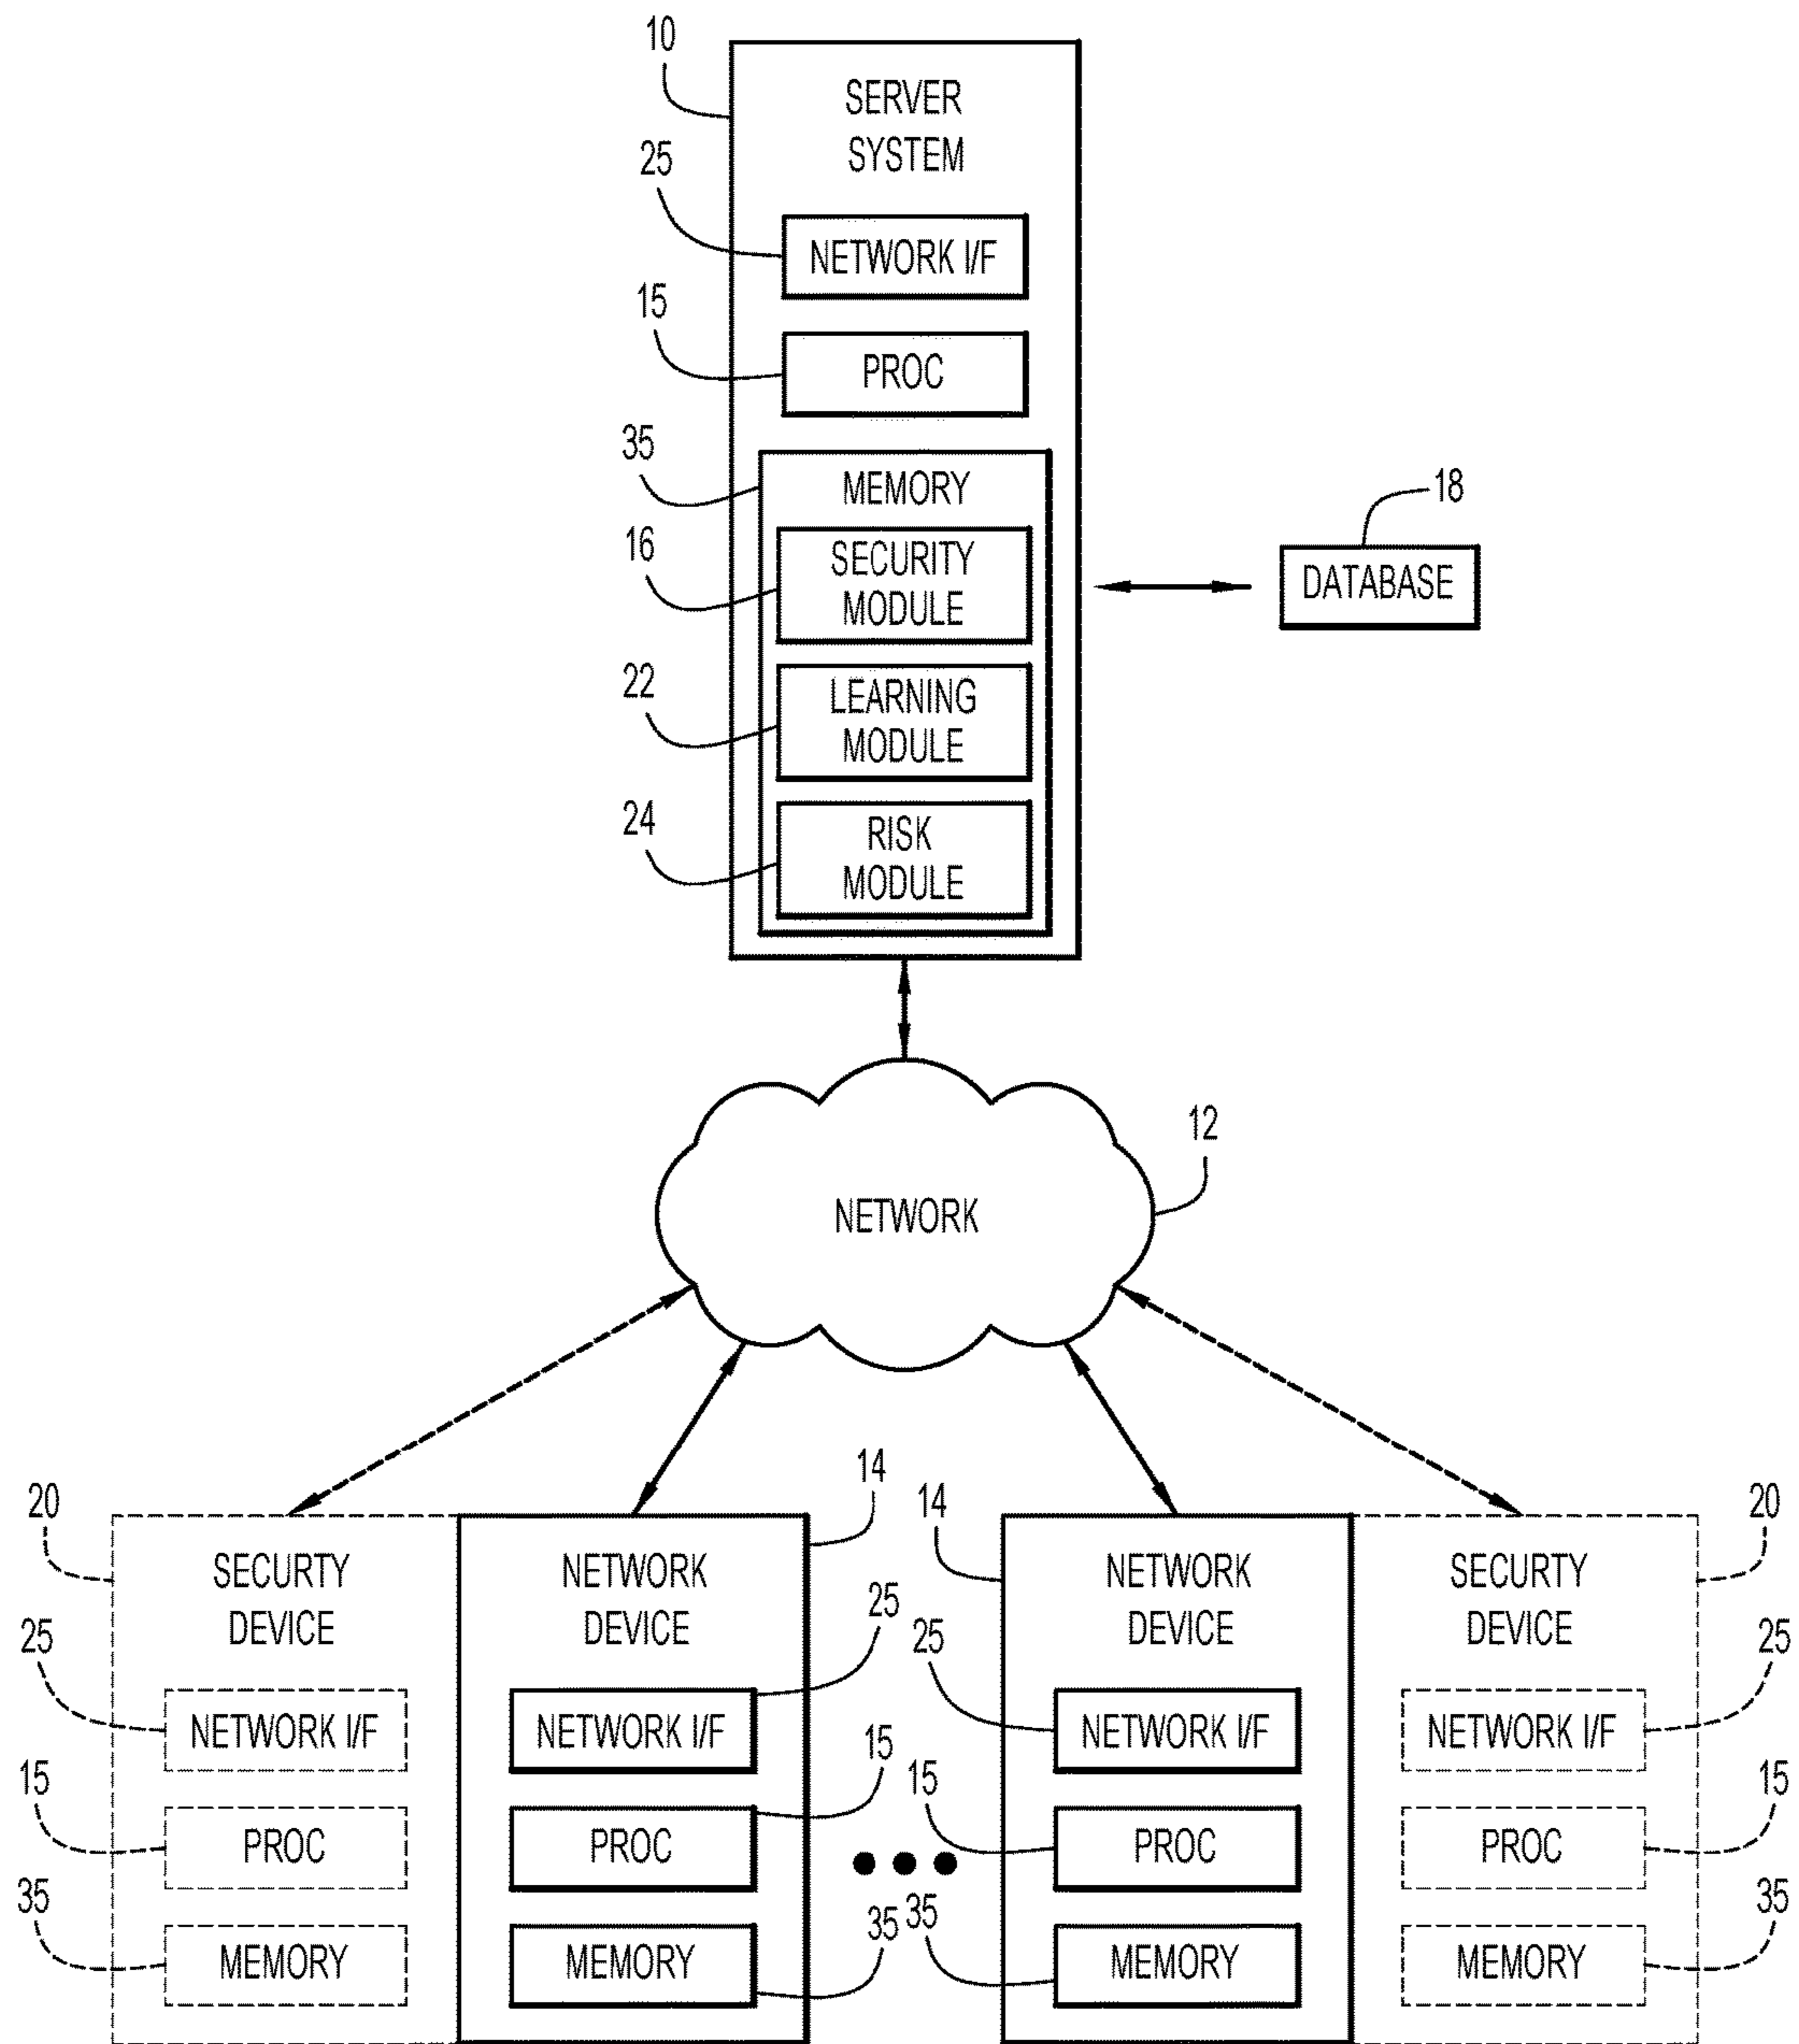 10
SERVER
SYSTEM
25
NETWORK I/F
15
PROC
35
MEMORY
16
SECURITY
MODULE
18
DATABASE
22
LEARNING
MODULE
24
RISK
MODULE
12
NETWORK
20
SECURTY
DEVICE
25
NETWORK I/F
15
PROC
35
MEMORY
14
NETWORK
DEVICE
25
NETWORK I/F
15
PROC
35
MEMORY
14
NETWORK
DEVICE
25
NETWORK I/F
15
PROC
35
MEMORY
20
SECURTY
DEVICE
25
NETWORK I/F
15
PROC
35
MEMORY